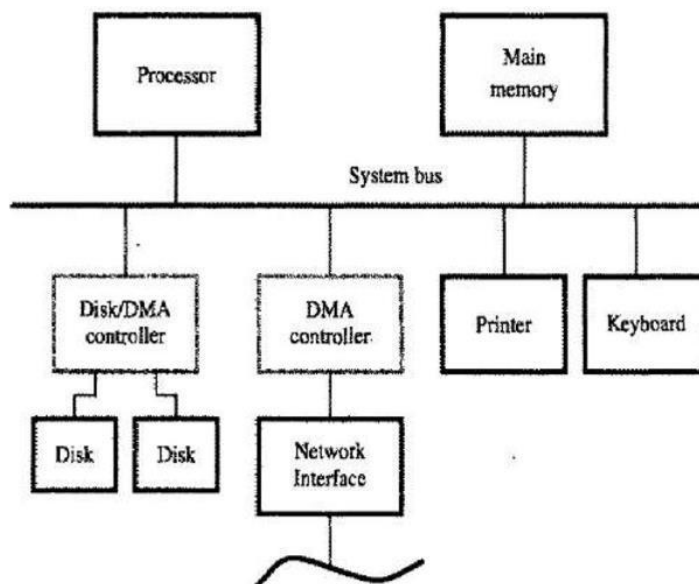 Processor
Main
memory
System bus
Disk/DMA
controller
DMA
controller
Printer
Keyboard
Disk
Disk
Network
Interface